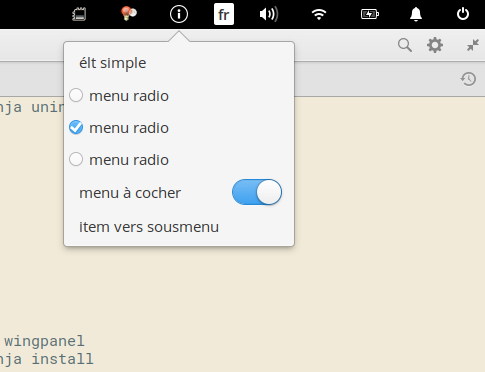 fr
élt simple
nja unin
menu radio
menu radio
menu radio
menu à cocher
item vers sousmenu
wingpanel
nja install